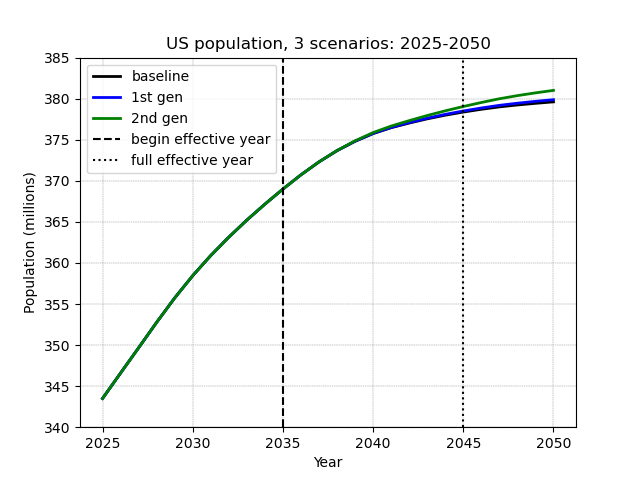 US population, 3 scenarios: 2025-2050
385
380
375
370
365
360
355
350
345
340
Population (millions)
baseline
1st gen
2nd gen
begin effective year
full effective year
2025 2030 2035 2040 2045 2050
Year